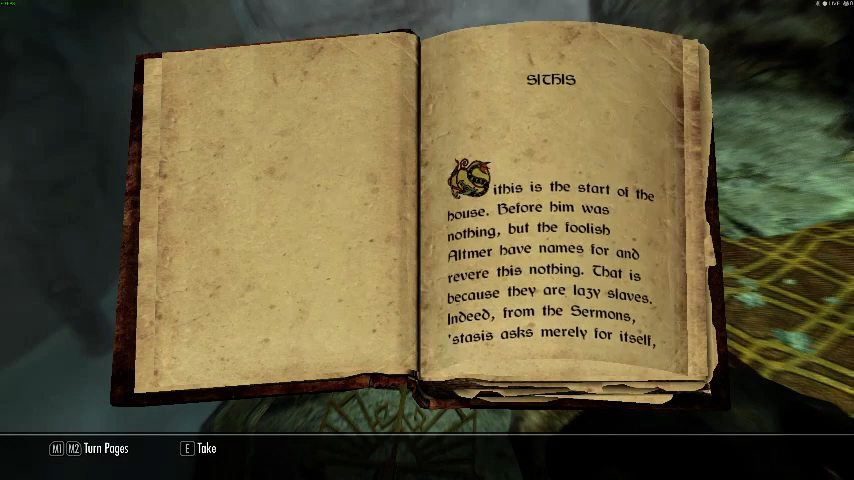 SITHIS
Sithis is the start of the
house. Before him was
nothing, but the foolish
Altmer have names for and
revere this nothing. That is
because they are lazy slaves.
Indeed, from the Sermons,
'stasis asks merely for itself,
M1 M2 Turn Pages
E Take